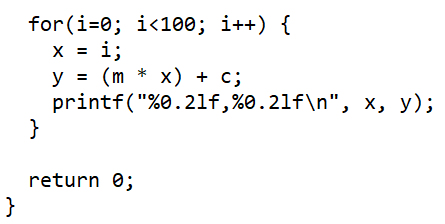 for(i=0; i<100; i++) {
x = i;
y = (m * x) + c;
printf("%0.2lf,%0.2lf\n", x, y);
}
return 0;
}